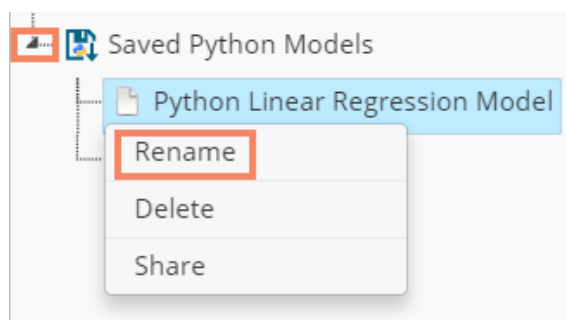 Saved Python Models
Python Linear Regression Model
Rename
Delete
Share